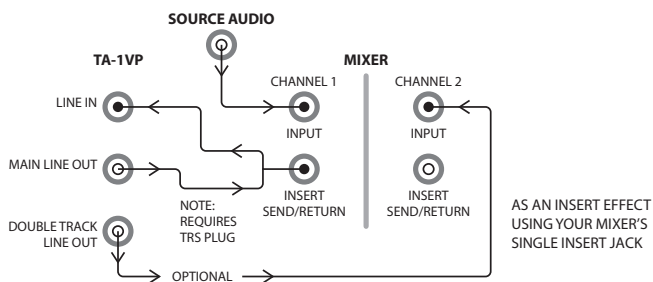 SOURCE AUDIO
TA-1VP
MIXER
CHANNEL 1
CHANNEL 2
LINE IN
INPUT
INPUT
MAIN LINE OUT
NOTE:
REQUIRES
TRS PLUG
INSERT
SEND/RETURN
INSERT
SEND/RETURN
AS AN INSERT EFFECT
USING YOUR MIXER'S
SINGLE INSERT JACK
DOUBLE TRACK
LINE OUT
OPTIONAL